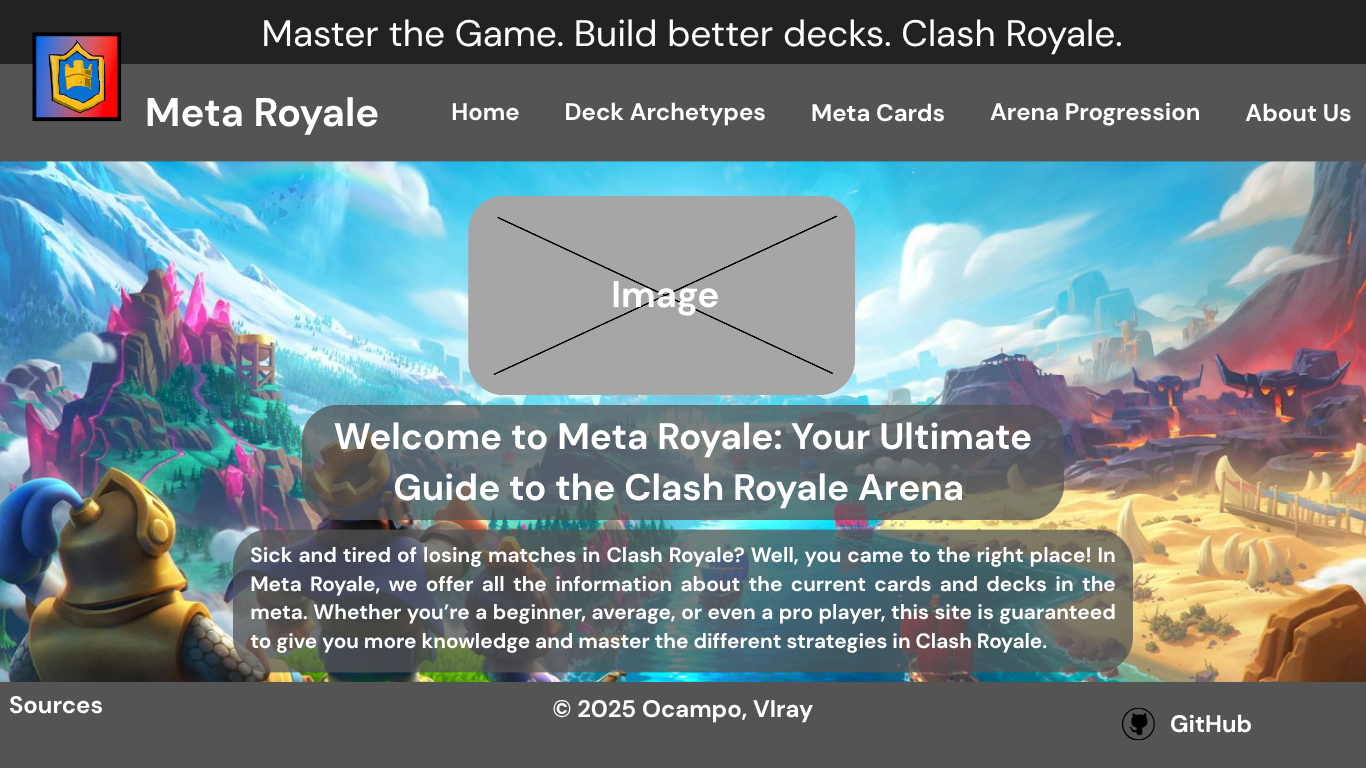 Master the Game. Build better decks. Clash Royale.
Meta Royale
Home
Deck Archetypes
Meta Cards
Arena Progression
About Us
Image
Welcome to Meta Royale: Your Ultimate
Guide to the Clash Royale Arena
Sick and tired of losing matches in Clash Royale? Well, you came to the right place! In
Meta Royale, we offer all the information about the current cards and decks in the
meta. Whether you’re a beginner, average, or even a pro player, this site is guaranteed
to give you more knowledge and master the different strategies in Clash Royale.
Sources
© 2025 Ocampo, VIray
GitHub